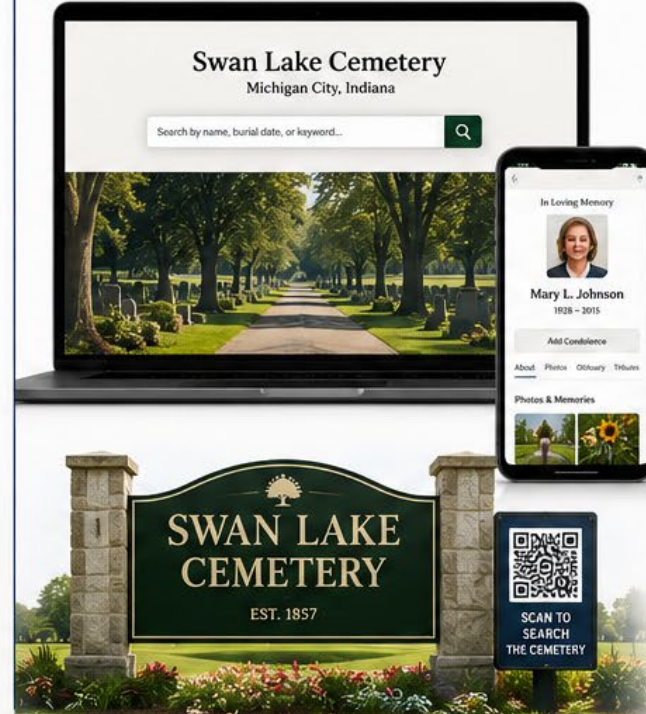 Swan Lake Cemetery
Michigan City, Indiana
Search by name, burial date, or keyword...
In Loving Memory
Mary L. Johnson
1928 – 2015
Add Condolence
About Photos Obituary Tributes
Photos & Memories
SWAN LAKE
CEMETERY
EST. 1857
SCAN TO
SEARCH
THE CEMETERY